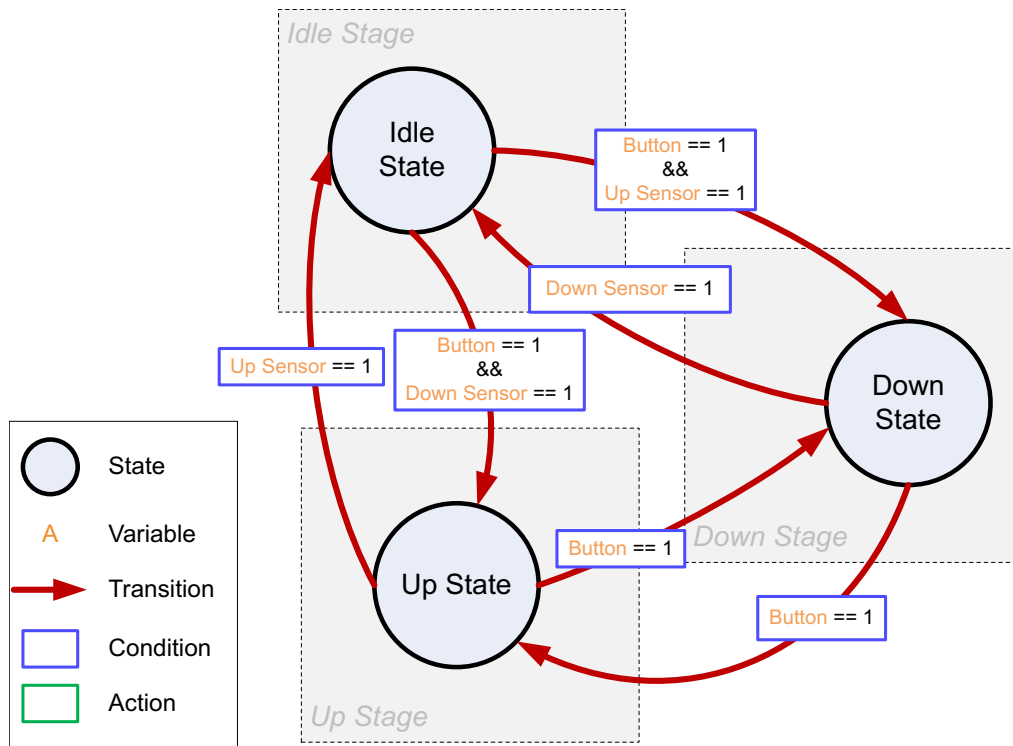 Idle Stage
Idle
State
Button == 1
&&
Up Sensor == 1
Down Sensor == 1
Up Sensor == 1
Button == 1
&&
Down Sensor == 1
Down
State
Down Stage
Button == 1
Up State
Button == 1
Up Stage
State
A Variable
Transition
Condition
Action